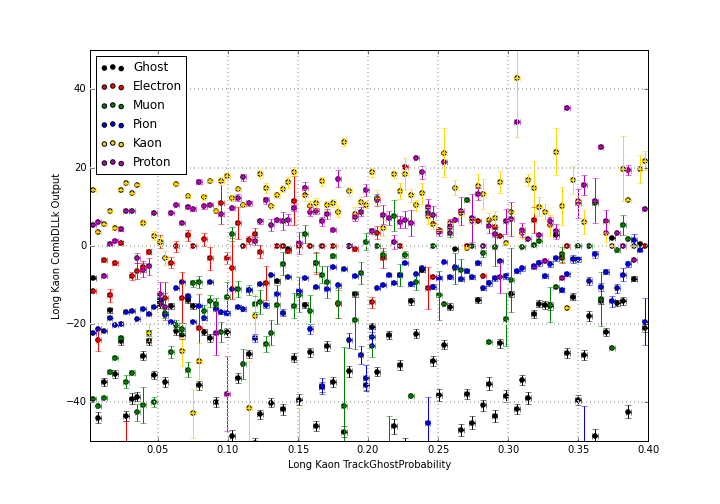 Ghost
Electron
Muon
Pion
Kaon
Proton
40
20
0
−20
−40
Long Kaon CombDLLk Output
0.05
0.10
0.15
0.20
0.25
0.30
0.35
0.40
Long Kaon TrackGhostProbability